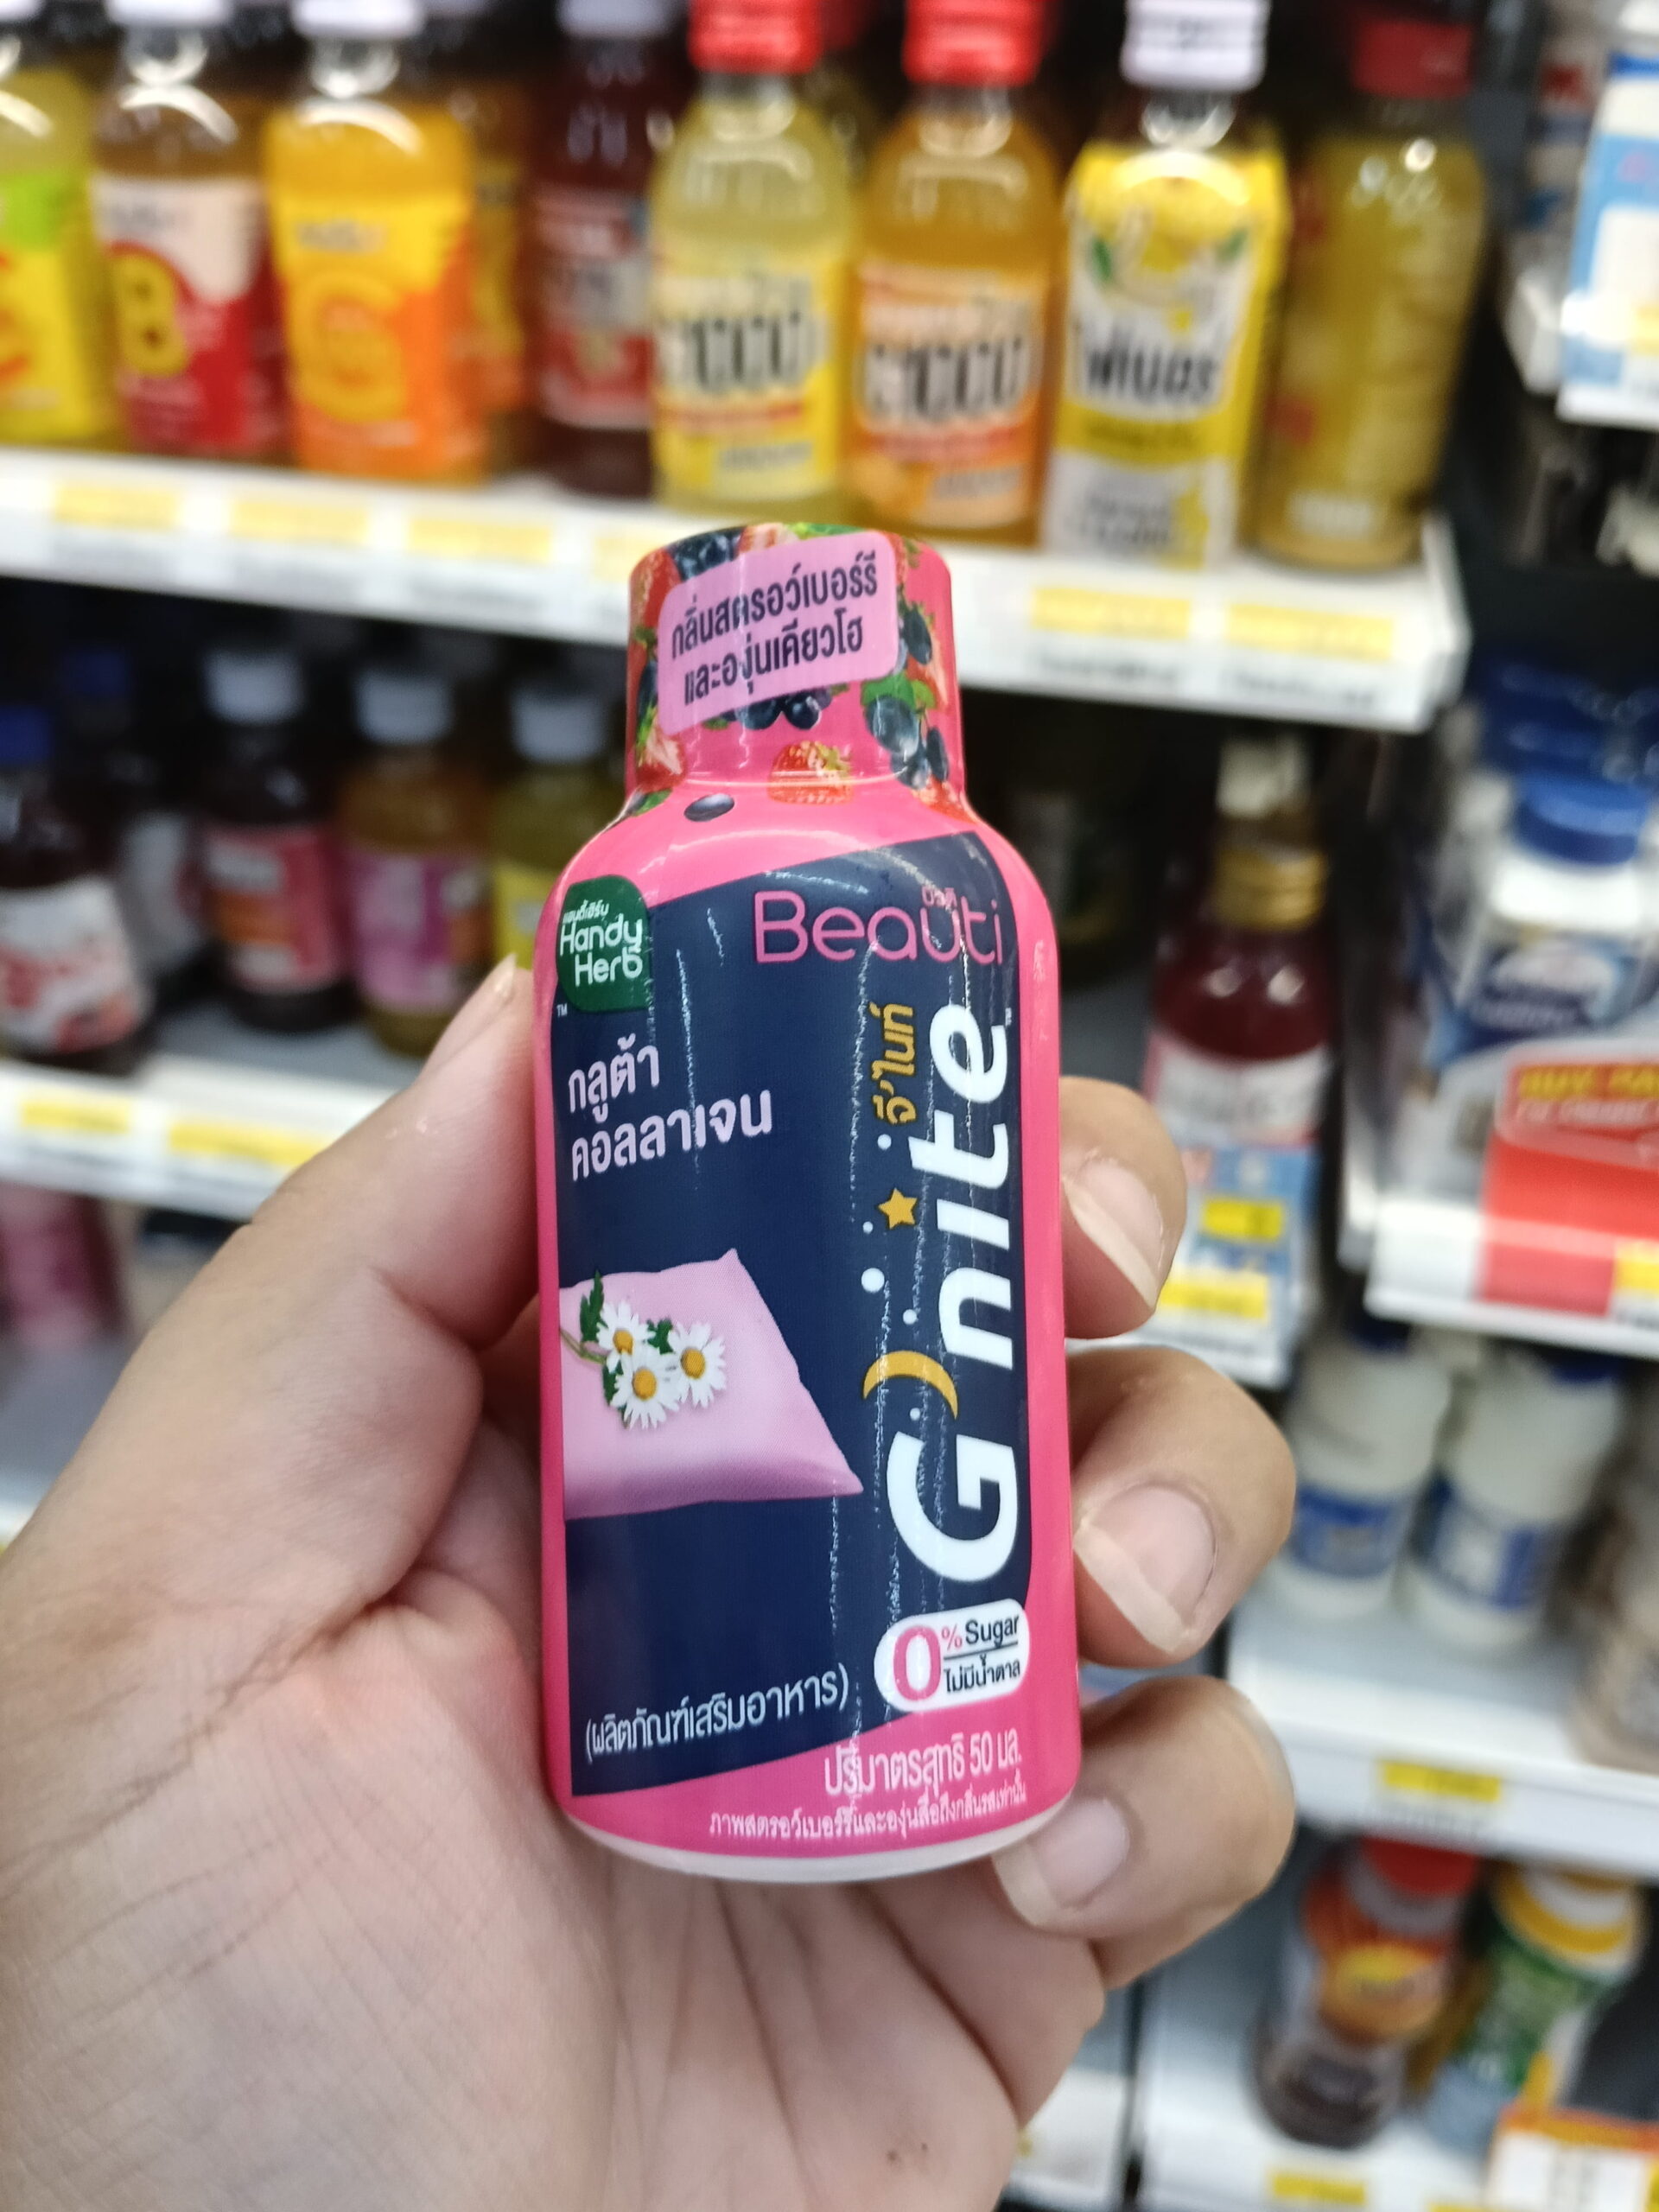 กลิ่นสตรอว์เบอร์รี
และองุ่นเคียวโฮ
แฮนดี้เฮิร์บ
Handy
Herb
TM
บิวติ
Beauti
กลูต้า
คอลลาเจน
จี'ไนท์
G nite
0% Sugar
ไม่มีน้ำตาล
(ผลิตภัณฑ์เสริมอาหาร)
ปริมาตรสุทธิ 50 มล.
ภาพสตรอว์เบอร์รีและองุ่นสื่อถึงกลิ่นรสเท่านั้น
C1000
C1000
B